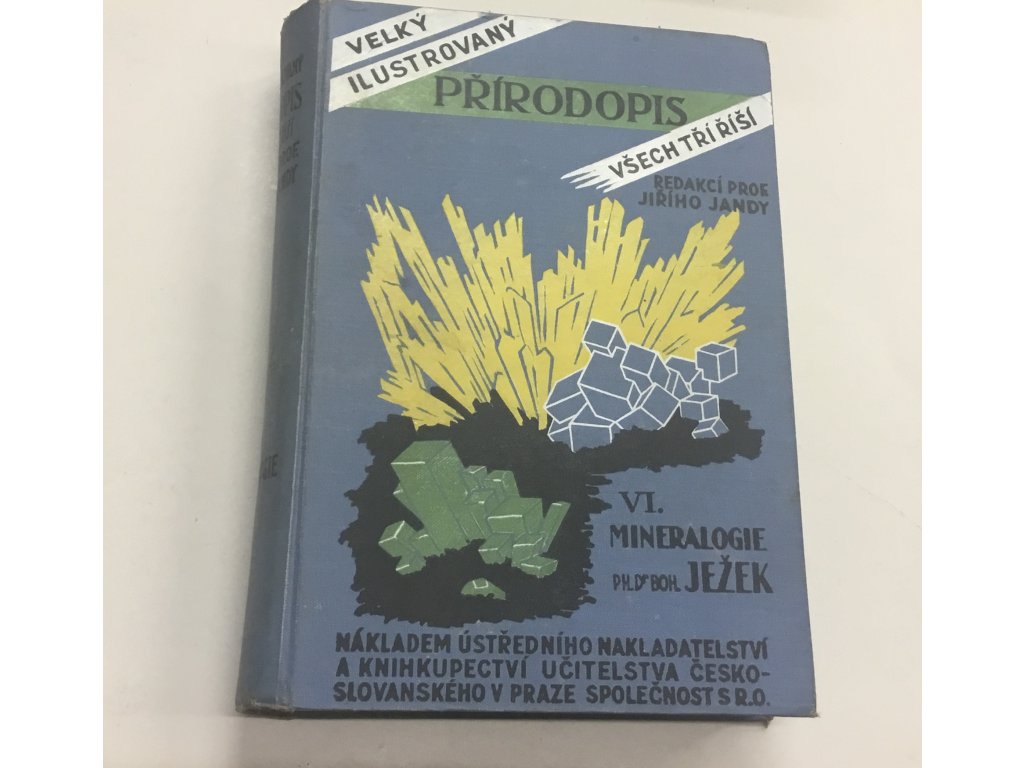 VELKÝ
ILUSTROVANÝ
PŘÍRODOPIS
VŠECH TŘÍ ŘÍŠÍ
REDAKCÍ PROF
JIŘÍHO JANDY
VI.
MINERALOGIE
PH.Dr BOH. JEŽEK
NÁKLADEM ÚSTŘEDNÍHO NAKLADATELSTVÍ
A KNIHKUPECTVÍ UČITELSTVA ČESKO-
SLOVANSKÉHO V PRAZE SPOLEČNOST S R.O.